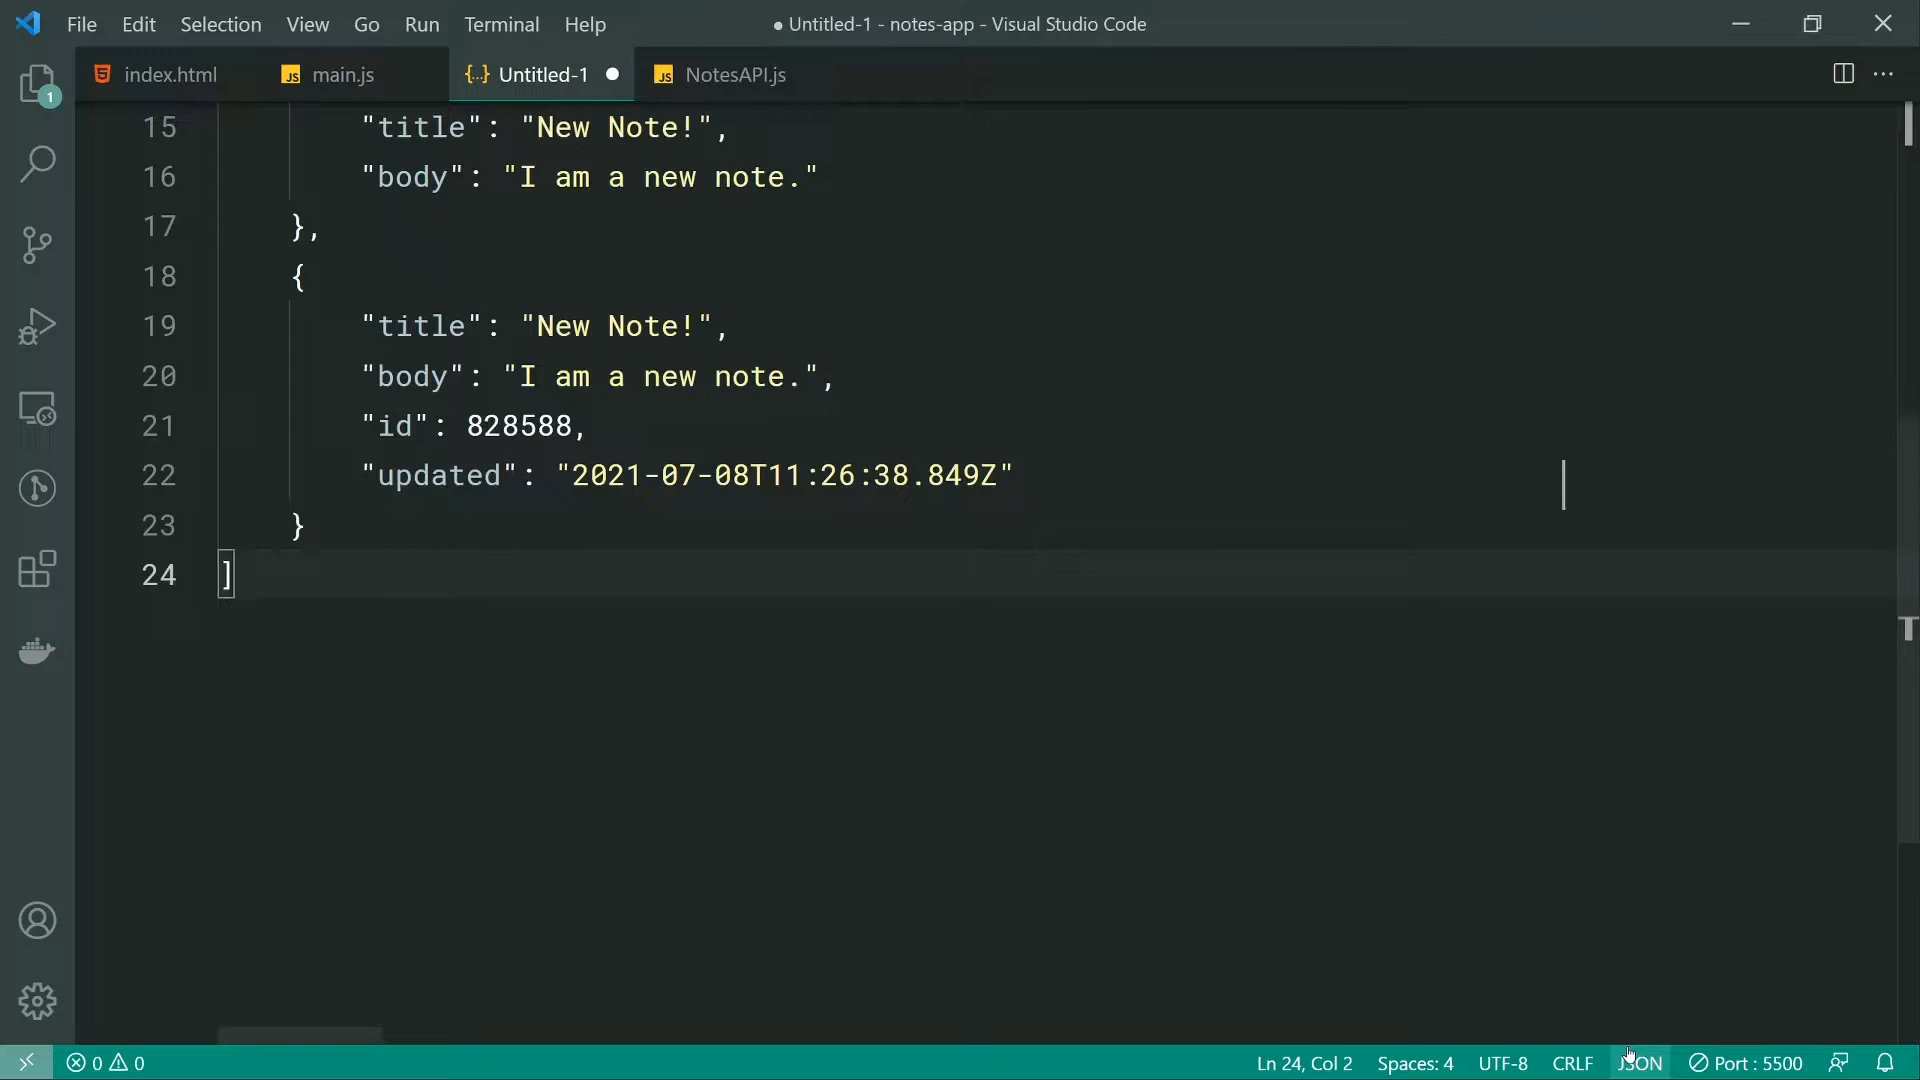 File Edit Selection View Go Run Terminal Help ● Untitled-1 - notes-app - Visual Studio Code
index.html JS main.js {...} Untitled-1 ● JS NotesAPI.js
1
15 "title": "New Note!",
16 "body": "I am a new note."
17 },
18 {
19 "title": "New Note!",
20 "body": "I am a new note.",
21 "id": 828588,
22 "updated": "2021-07-08T11:26:38.849Z"
23 }
24 ]
0 0 Ln 24, Col 2 Spaces: 4 UTF-8 CRLF JSON Port : 5500